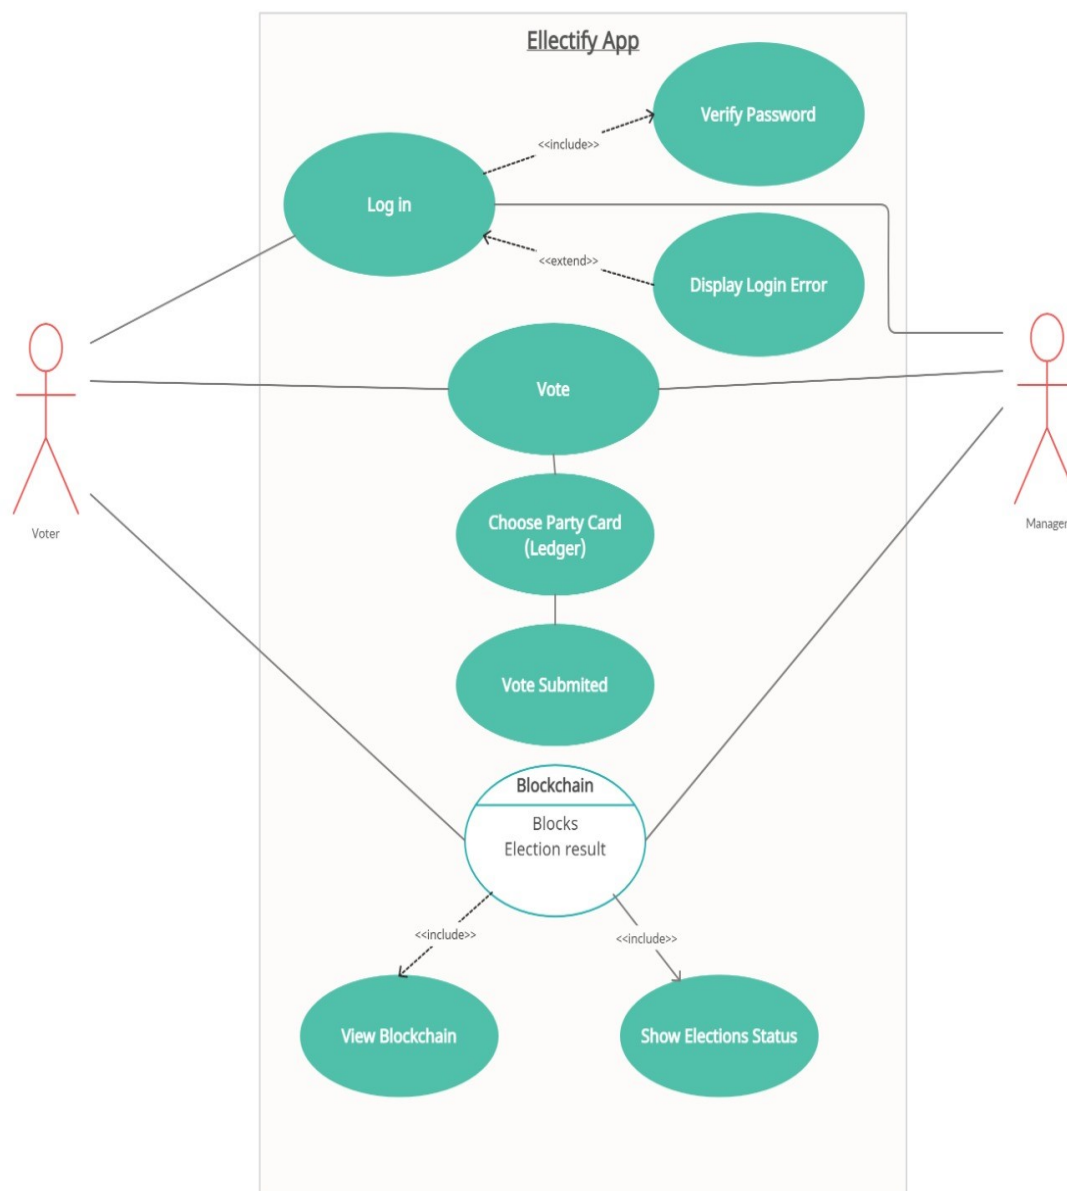 Ellectify App
Verify Password
<<include>>
Log in
<<extend>>
Display Login Error
Vote
Choose Party Card
(Ledger)
Voter
Manager
Vote Submited
Blockchain
Blocks
Election result
<<include>>
<<include>>
View Blockchain
Show Elections Status